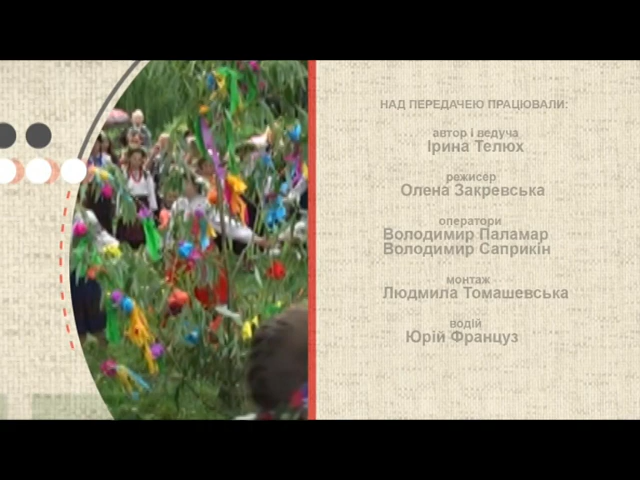 НАД ПЕРЕДАЧЕЮ ПРАЦЮВАЛИ:
автор і ведуча
Ірина Телюх
режисер
Олена Закревська
оператори
Володимир Паламар
Володимир Саприкін
монтаж
Людмила Томашевська
водій
Юрій Француз